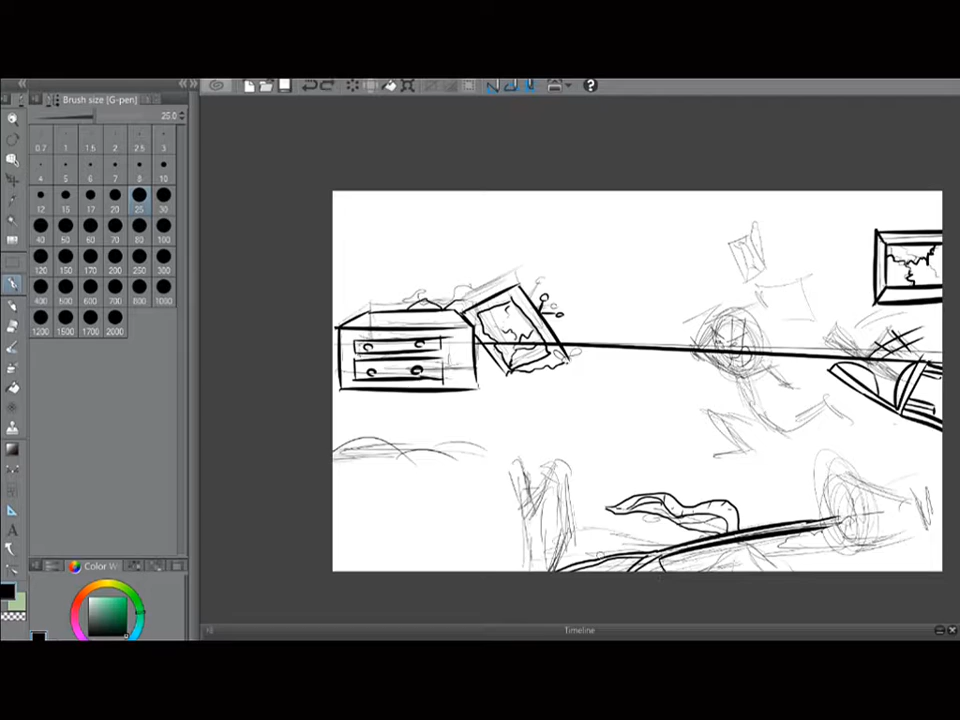 Brush size [G-pen]
25.0
0.7 1 1.5 2 2.5 3
4 5 6 7 8 10
12 15 17 20 25 30
40 50 60 70 80 100
120 150 170 200 250 300
400 500 600 700 800 1000
1200 1500 1700 2000
Color W
Timeline